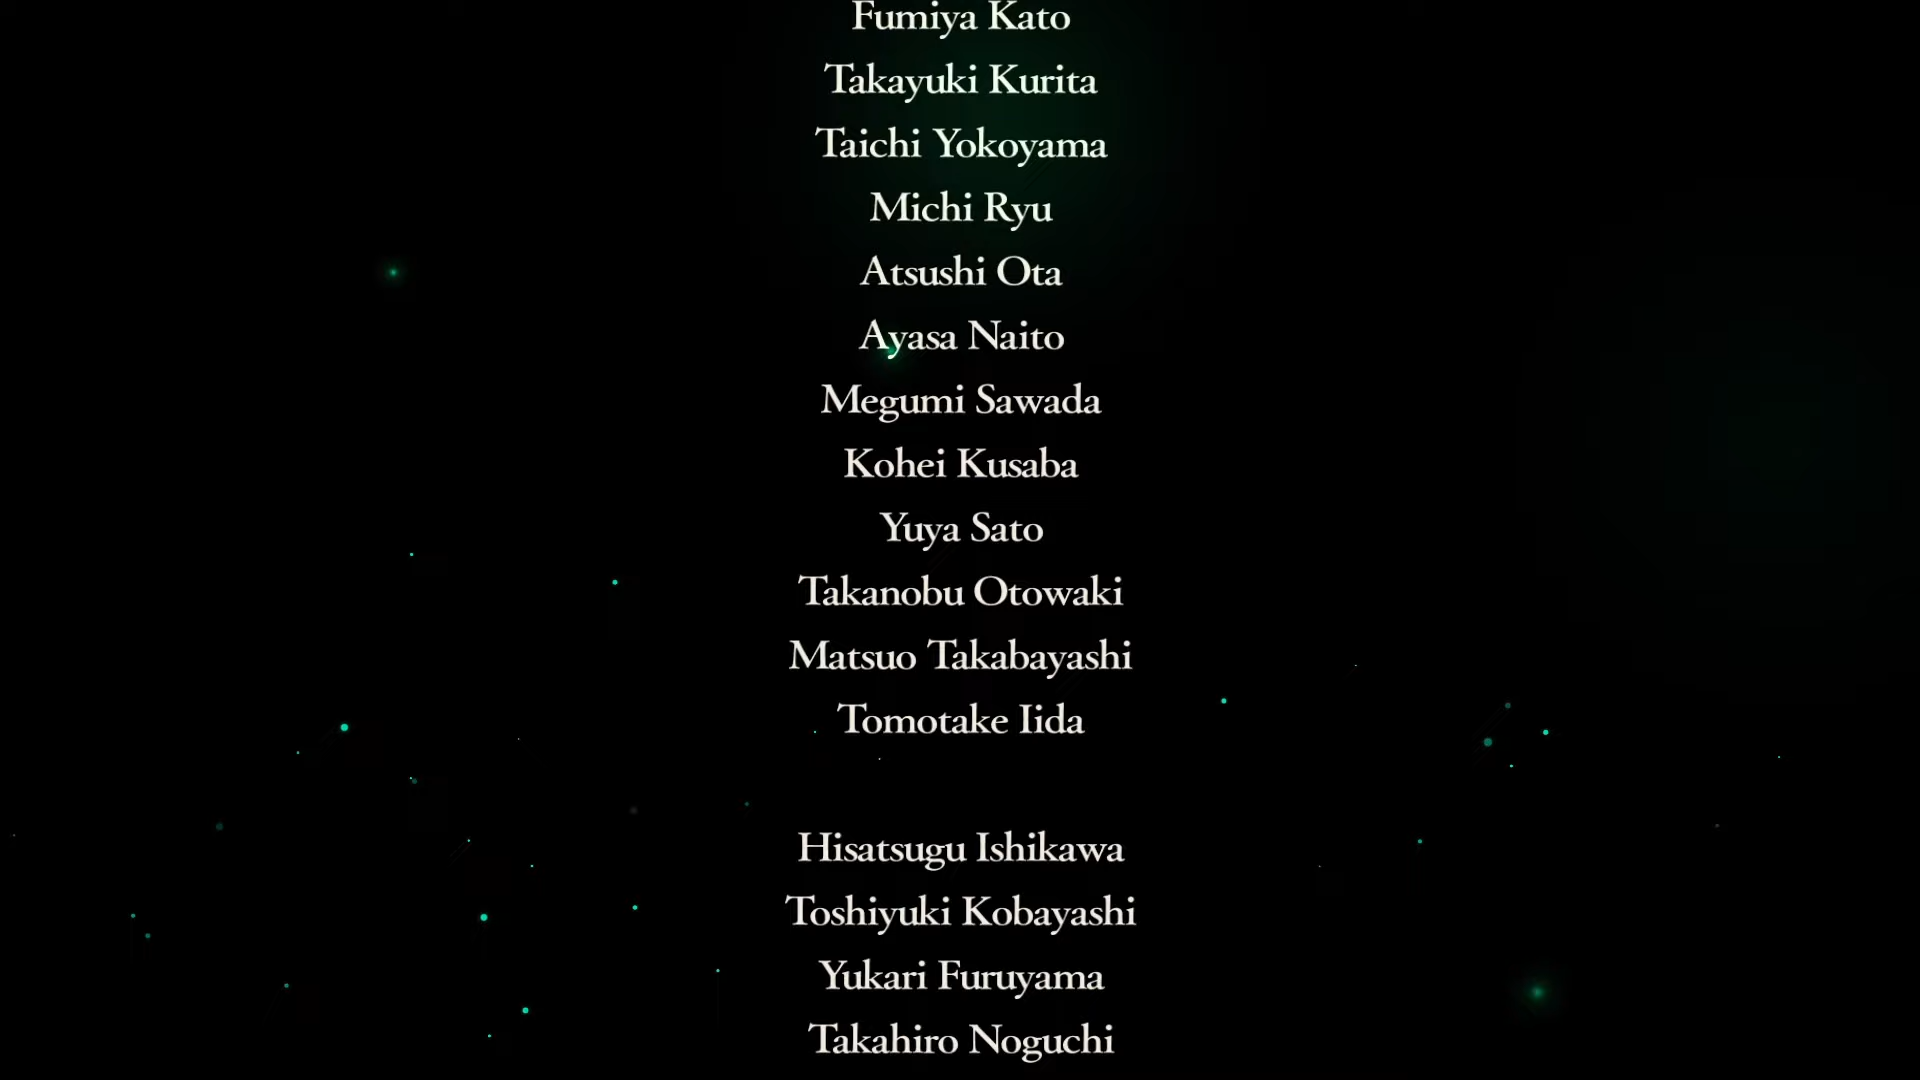 Fumiya Kato
Takayuki Kurita
Taichi Yokoyama
Michi Ryu
Atsushi Ota
Ayasa Naito
Megumi Sawada
Kohei Kusaba
Yuya Sato
Takanobu Otowaki
Matsuo Takabayashi
Tomotake Iida
Hisatsugu Ishikawa
Toshiyuki Kobayashi
Yukari Furuyama
Takahiro Noguchi